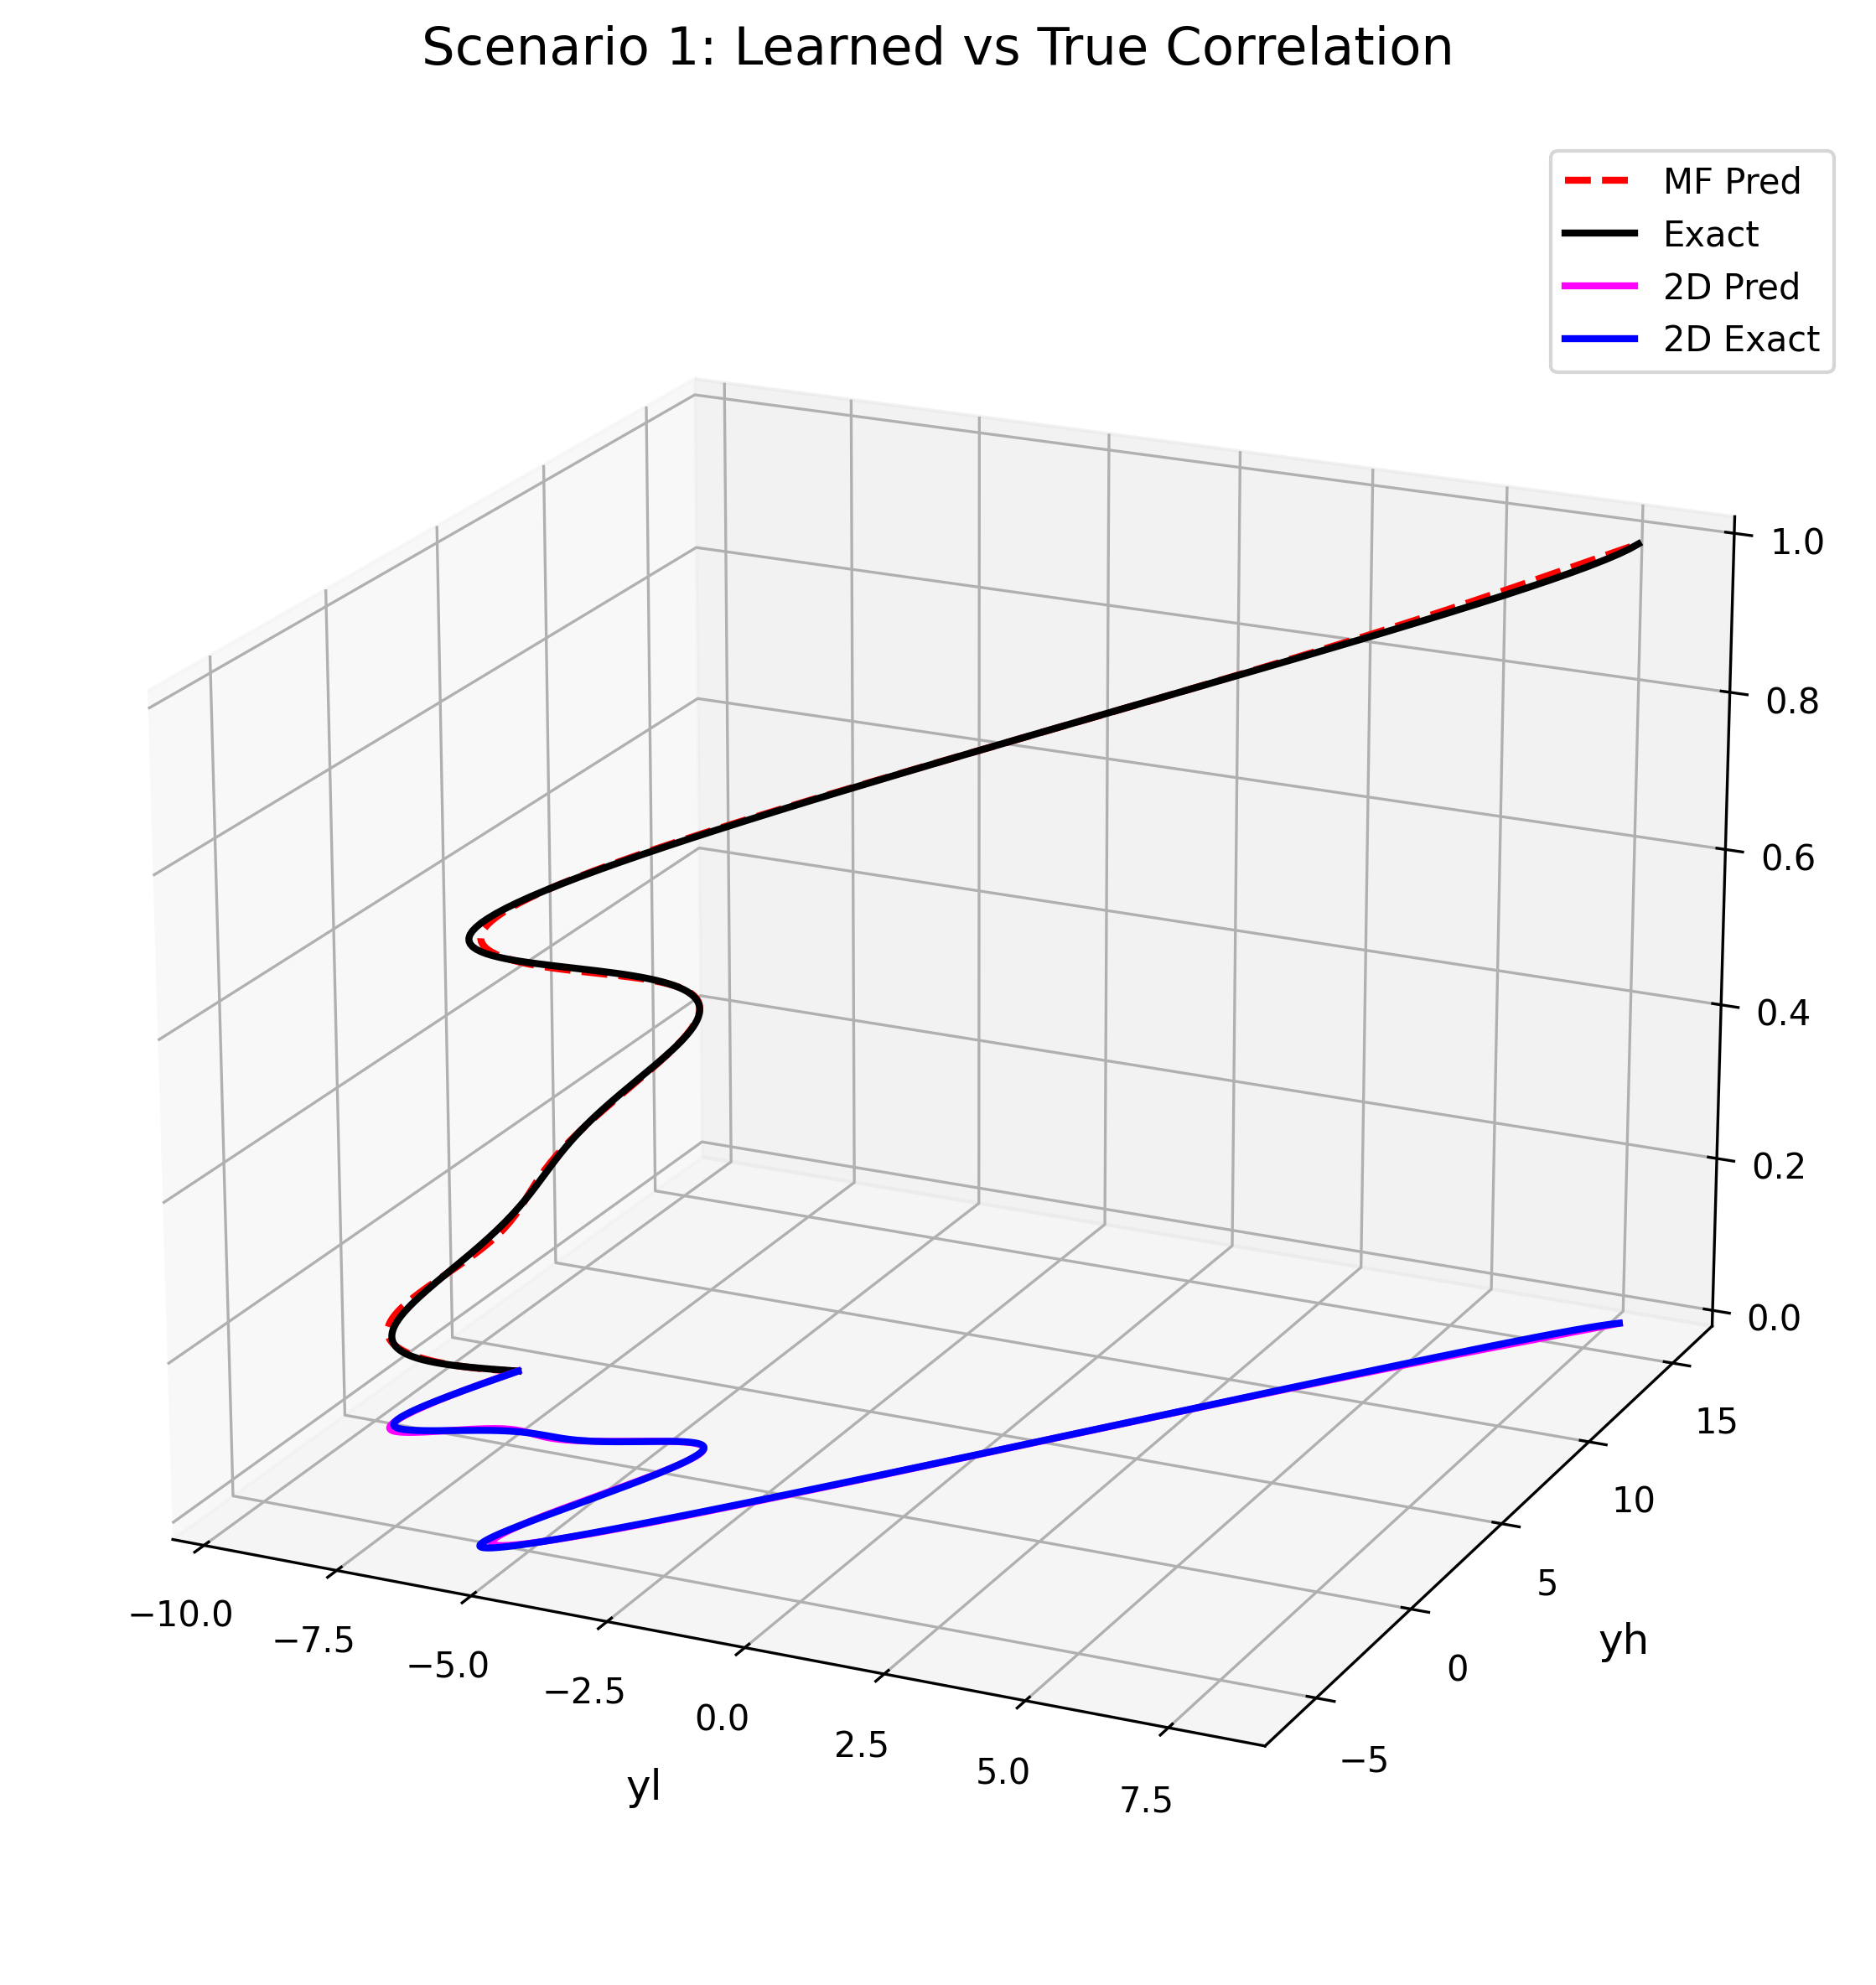 Scenario 1: Learned vs True Correlation
MF Pred
Exact
2D Pred
2D Exact
1.0
0.8
0.6
0.4
0.2
0.0
15
10
5
0
−5
yh
−10.0
−7.5
−5.0
−2.5
0.0
2.5
5.0
7.5
yl